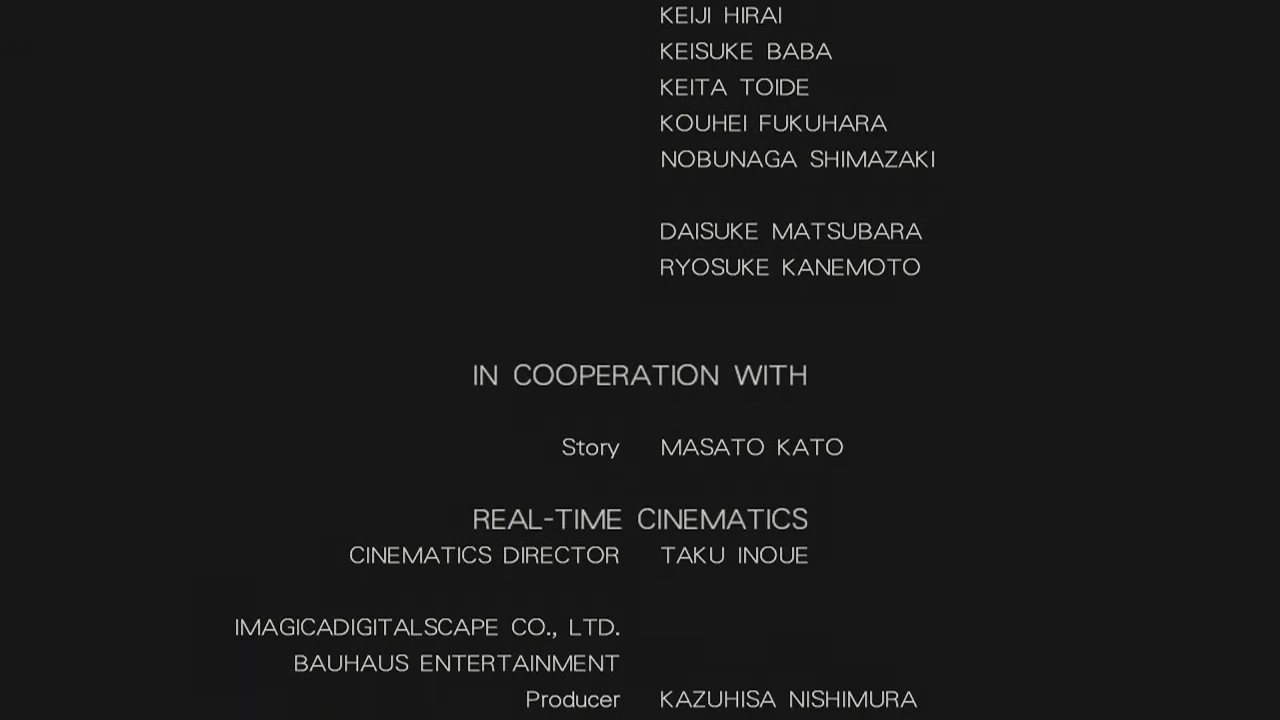 KEIJI HIRAI
KEISUKE BABA
KEITA TOIDE
KOUHEI FUKUHARA
NOBUNAGA SHIMAZAKI
DAISUKE MATSUBARA
RYOSUKE KANEMOTO
IN COOPERATION WITH
Story MASATO KATO
REAL-TIME CINEMATICS
CINEMATICS DIRECTOR TAKU INOUE
IMAGICADIGITALSCAPE CO., LTD.
BAUHAUS ENTERTAINMENT
Producer KAZUHISA NISHIMURA